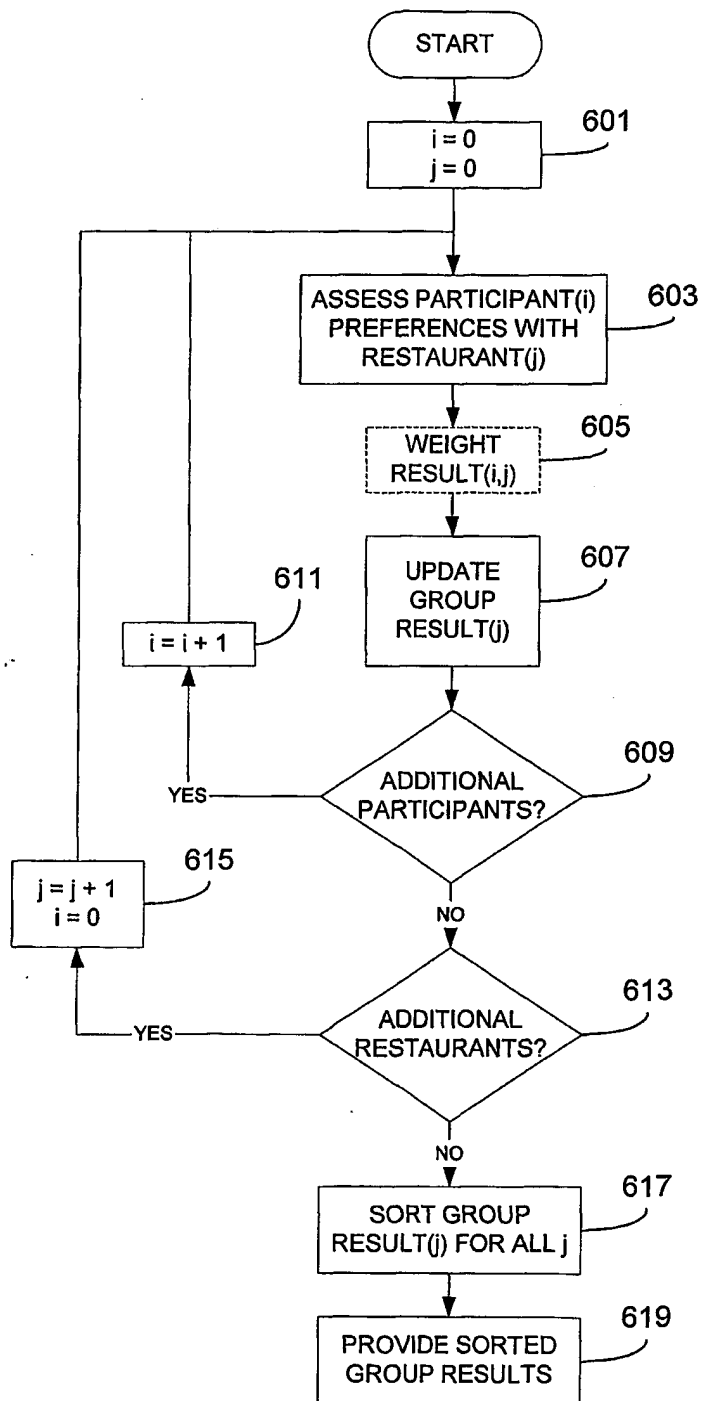 START
601
i = 0
j = 0
ASSESS PARTICIPANT(i)
PREFERENCES WITH
RESTAURANT(j)
603
WEIGHT
RESULT(i,j)
605
UPDATE
GROUP
RESULT(j)
607
611
i = i + 1
ADDITIONAL
PARTICIPANTS?
609
YES
615
j = j + 1
i = 0
NO
ADDITIONAL
RESTAURANTS?
613
YES
NO
SORT GROUP
RESULT(j) FOR ALL j
617
PROVIDE SORTED
GROUP RESULTS
619